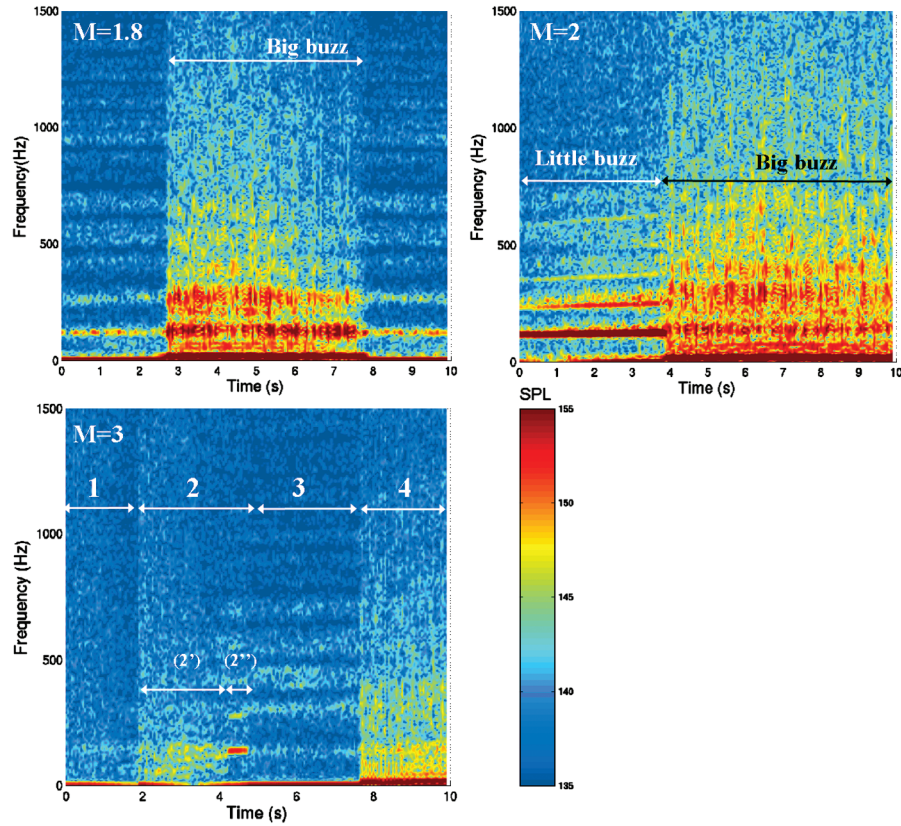 M=1.8
Big buzz
Frequency(Hz)
1500
1000
500
0
0 1 2 3 4 5 6 7 8 9 10
Time (s)
M=2
Little buzz
Big buzz
Frequency (Hz)
1500
1000
500
0
0 1 2 3 4 5 6 7 8 9 10
Time (s)
M=3
1 2 3 4
(2') (2'')
Frequency (Hz)
1500
1000
500
0
0 2 4 6 8 10
Time (s)
SPL
155
150
145
140
135